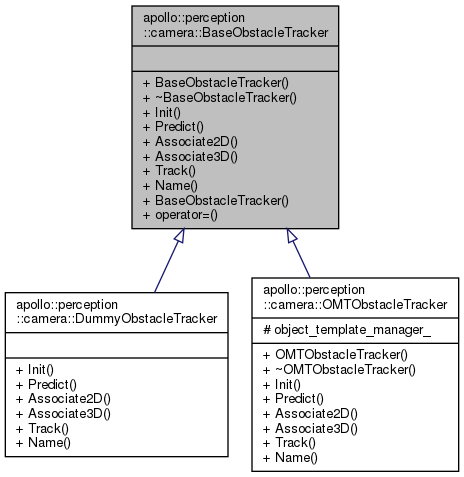 apollo::perception
::camera::BaseObstacleTracker
+ BaseObstacleTracker()
+ ~BaseObstacleTracker()
+ Init()
+ Predict()
+ Associate2D()
+ Associate3D()
+ Track()
+ Name()
+ BaseObstacleTracker()
+ operator=()
apollo::perception
::camera::DummyObstacleTracker
+ Init()
+ Predict()
+ Associate2D()
+ Associate3D()
+ Track()
+ Name()
apollo::perception
::camera::OMTObstacleTracker
# object_template_manager_
+ OMTObstacleTracker()
+ ~OMTObstacleTracker()
+ Init()
+ Predict()
+ Associate2D()
+ Associate3D()
+ Track()
+ Name()